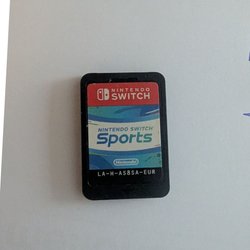 NINTENDO
SWITCH
NINTENDO SWITCH
Sports
Nintendo
LA-H-AS8SA-EUR